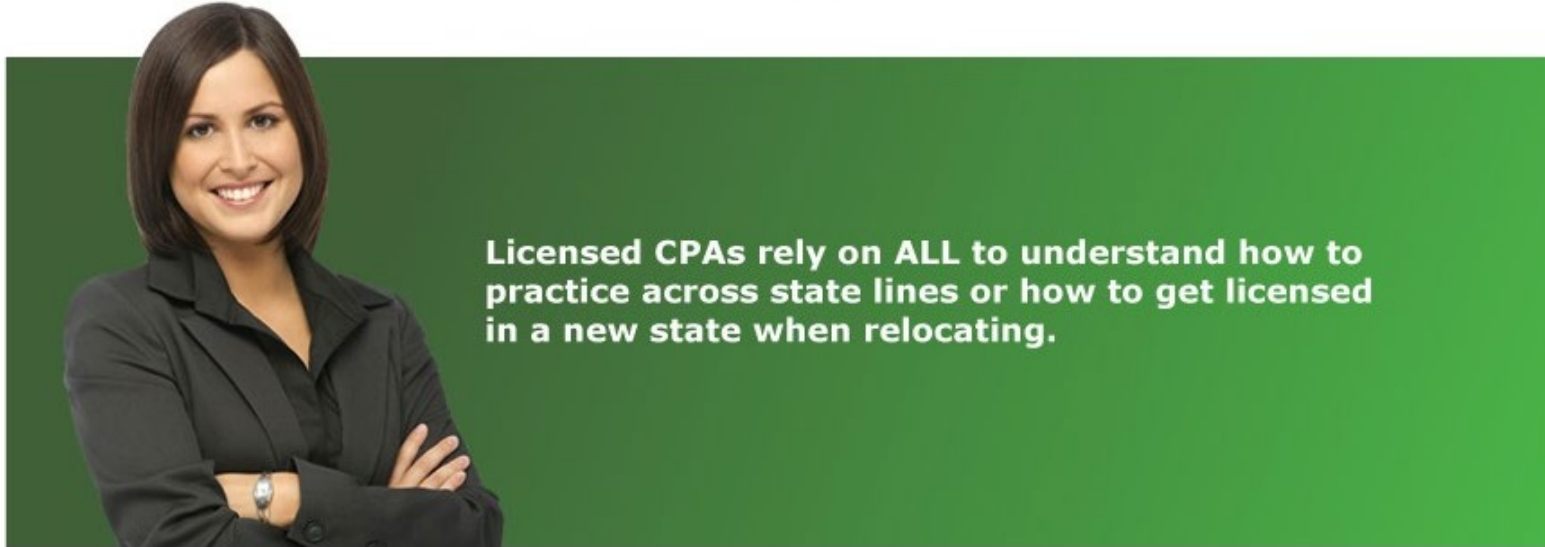 Licensed CPAs rely on ALL to understand how to
practice across state lines or how to get licensed
in a new state when relocating.